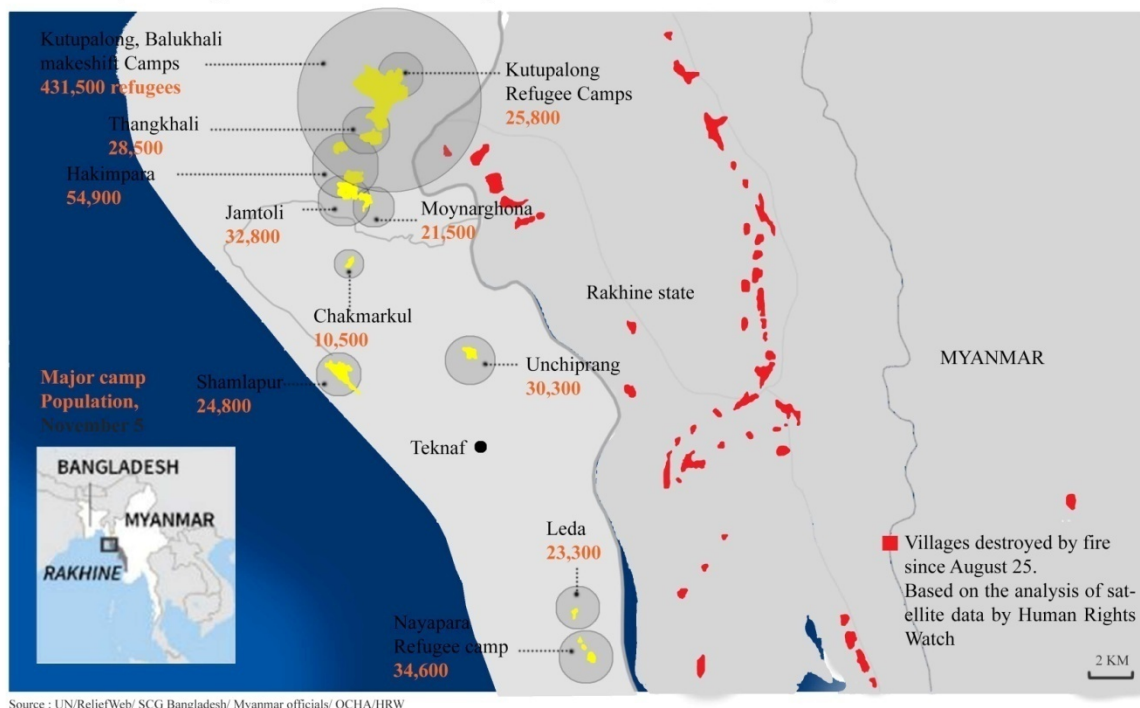 Kutupalong, Balukhali
makeshift Camps
431,500 refugees
Kutupalong
Refugee Camps
25,800
Thangkhali
28,500
Hakimpara
54,900
Jamtoli
32,800
Moynarghona
21,500
Chakmarkul
10,500
Rakhine state
MYANMAR
Unchiprang
30,300
Shamlapur
24,800
Major camp
Population,
November 5
Teknaf
BANGLADESH
MYANMAR
RAKHINE
Leda
23,300
Nayapara
Refugee camp
34,600
Villages destroyed by fire
since August 25.
Based on the analysis of sat-
ellite data by Human Rights
Watch
2 KM
Source : UN/ReliefWeb/ SCG Bangladesh/ Myanmar officials/ OCHA/HRW